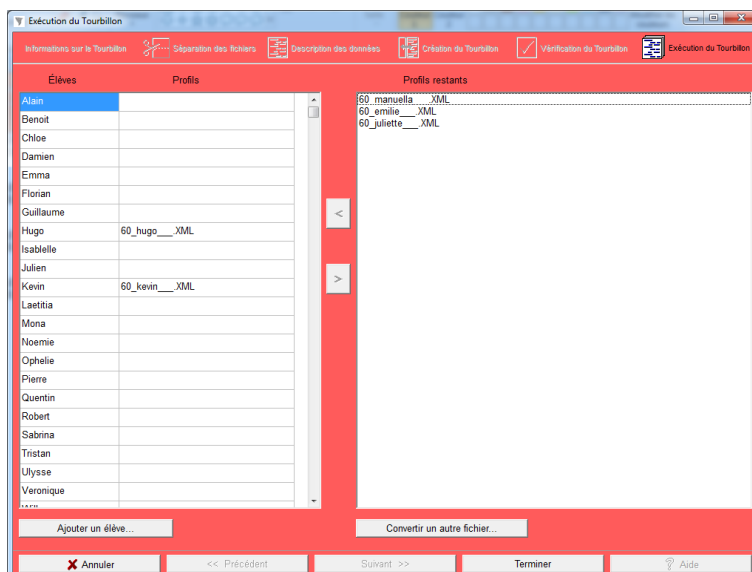 Exécution du Tourbillon
Informations sur le Tourbillon Séparation des fichiers Description des données Création du Tourbillon Vérification du Tourbillon Exécution du Tourbillon
Élèves Profils Profils restants
Alain
Benoit
Chloe
Damien
Emma
Florian
Guillaume
Hugo 60_hugo___.XML
Isablelle
Julien
Kevin 60_kevin___.XML
Laetitia
Mona
Noemie
Ophelie
Pierre
Quentin
Robert
Sabrina
Tristan
Ulysse
Veronique
60_manuella___.XML
60_emilie___.XML
60_juliette___.XML
<
>
Ajouter un élève... Convertir un autre fichier...
Annuler << Précédent Suivant >> Terminer Aide